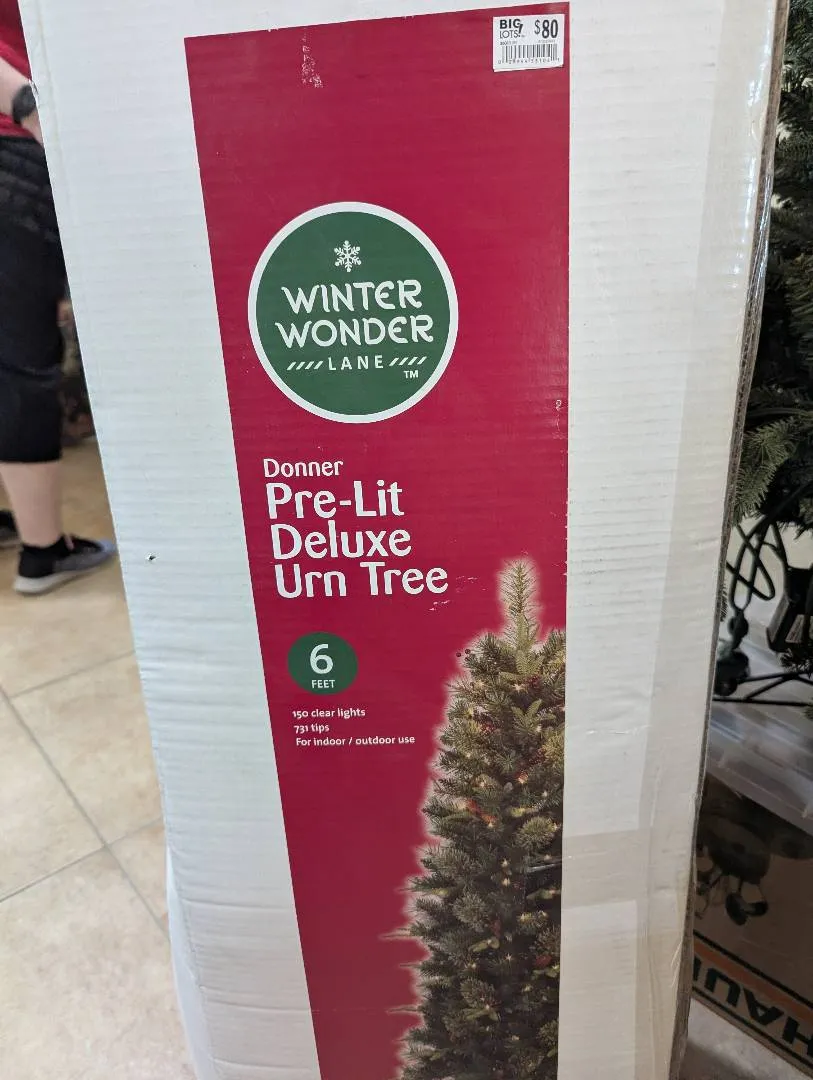 BIG LOTS! $80
WINTER
WONDER
LANE
TM
Donner
Pre-Lit
Deluxe
Urn Tree
6
FEET
150 clear lights
731 tips
For indoor / outdoor use
HAUL